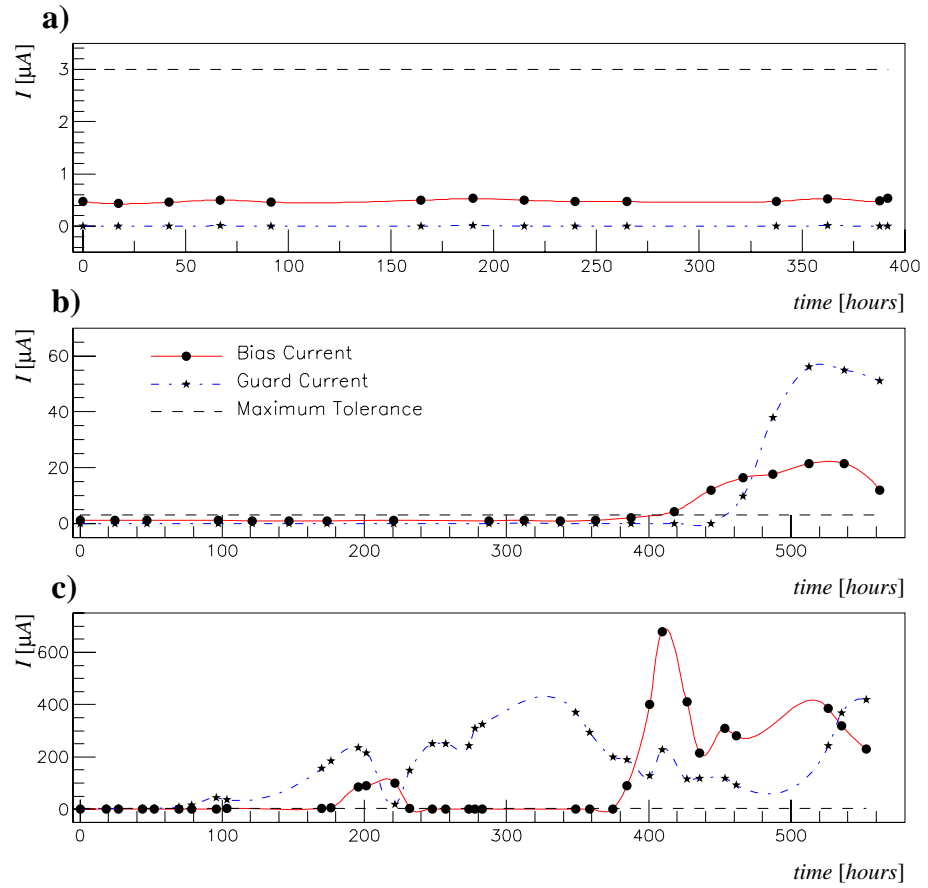 a)
I [μA]
3
2
1
0
0 50 100 150 200 250 300 350 400
time [hours]
b)
I [μA]
60
40
20
0
Bias Current
Guard Current
Maximum Tolerance
0 100 200 300 400 500
time [hours]
c)
I [μA]
600
400
200
0
0 100 200 300 400 500
time [hours]